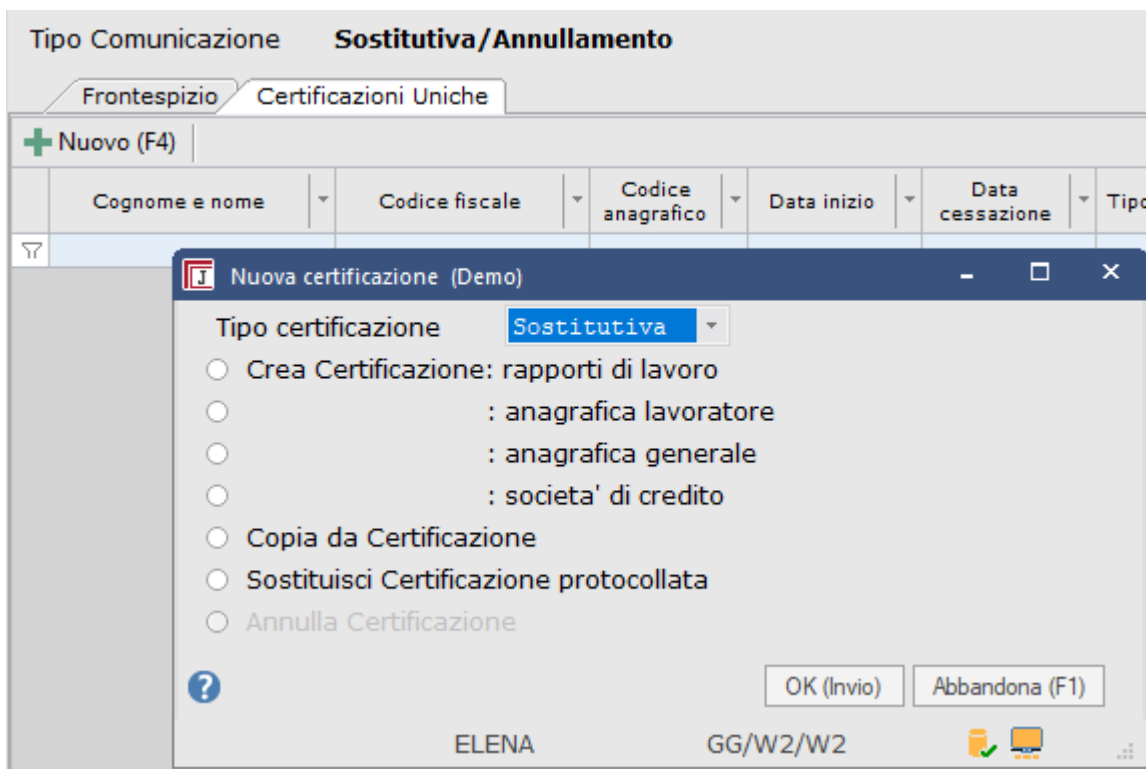 Tipo Comunicazione Sostitutiva/Annullamento
Frontespizio Certificazioni Uniche
Nuovo (F4)
Cognome e nome Codice fiscale Codice anagrafico Data inizio Data cessazione Tipo
J Nuova certificazione (Demo)
Tipo certificazione Sostitutiva
Crea Certificazione: rapporti di lavoro
: anagrafica lavoratore
: anagrafica generale
: societa' di credito
Copia da Certificazione
Sostituisci Certificazione protocollata
Annulla Certificazione
? OK (Invio) Abbandona (F1)
ELENA GG/W2/W2